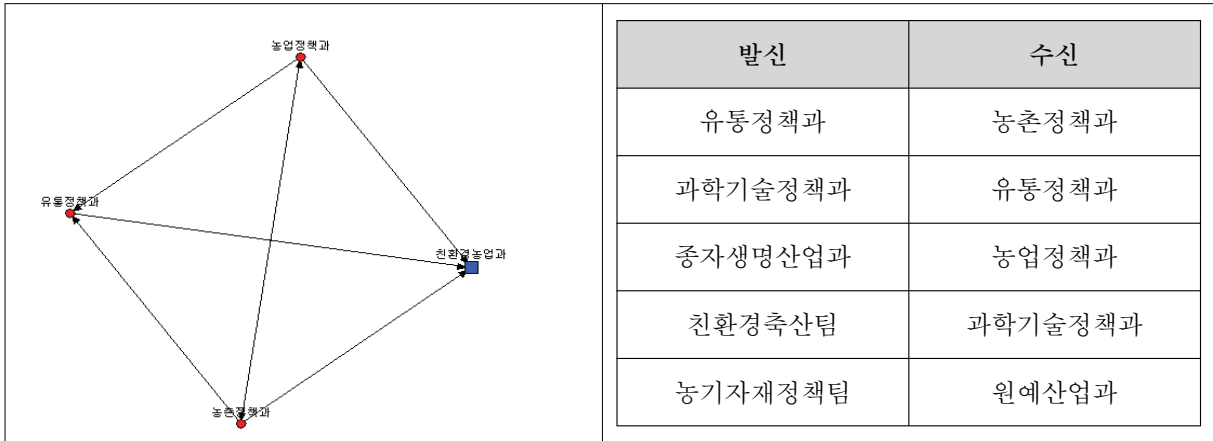 농업정책과
유통정책과
친환경농업과
농촌정책과
발신 수신
유통정책과 농촌정책과
과학기술정책과 유통정책과
종자생명산업과 농업정책과
친환경축산팀 과학기술정책과
농기자재정책팀 원예산업과